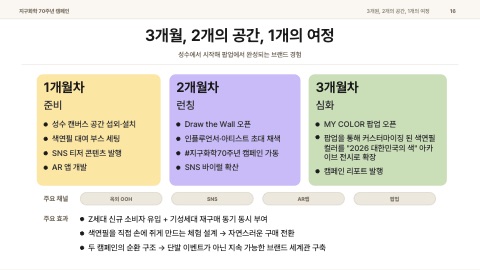 지구화학 70주년 캠페인
3개월, 2개의 공간, 1개의 여정
16
3개월, 2개의 공간, 1개의 여정
성수에서 시작해 팝업에서 완성되는 브랜드 경험
1개월차
준비
• 성수 캔버스 공간 섭외·설치
• 색연필 대여 부스 세팅
• SNS 티저 콘텐츠 발행
• AR 앱 개발
2개월차
런칭
• Draw the Wall 오픈
• 인플루언서·아티스트 초대 채색
• #지구화학70주년캠페인 가동
• SNS 바이럴 확산
3개월차
심화
• MY COLOR 팝업 오픈
• 팝업을 통해 커스터마이징 된 색연필
컬러를 "2026 대한민국의 색" 아카
이브 전시로 확장
• 캠페인 리포트 발행
주요 채널
옥외 OOH
SNS
AR앱
팝업
주요 효과
• Z세대 신규 소비자 유입 + 기성세대 재구매 동기 동시 부여
• 색연필을 직접 손에 쥐게 만드는 체험 설계 → 자연스러운 구매 전환
• 두 캠페인의 순환 구조 → 단발 이벤트가 아닌 지속 가능한 브랜드 세계관 구축